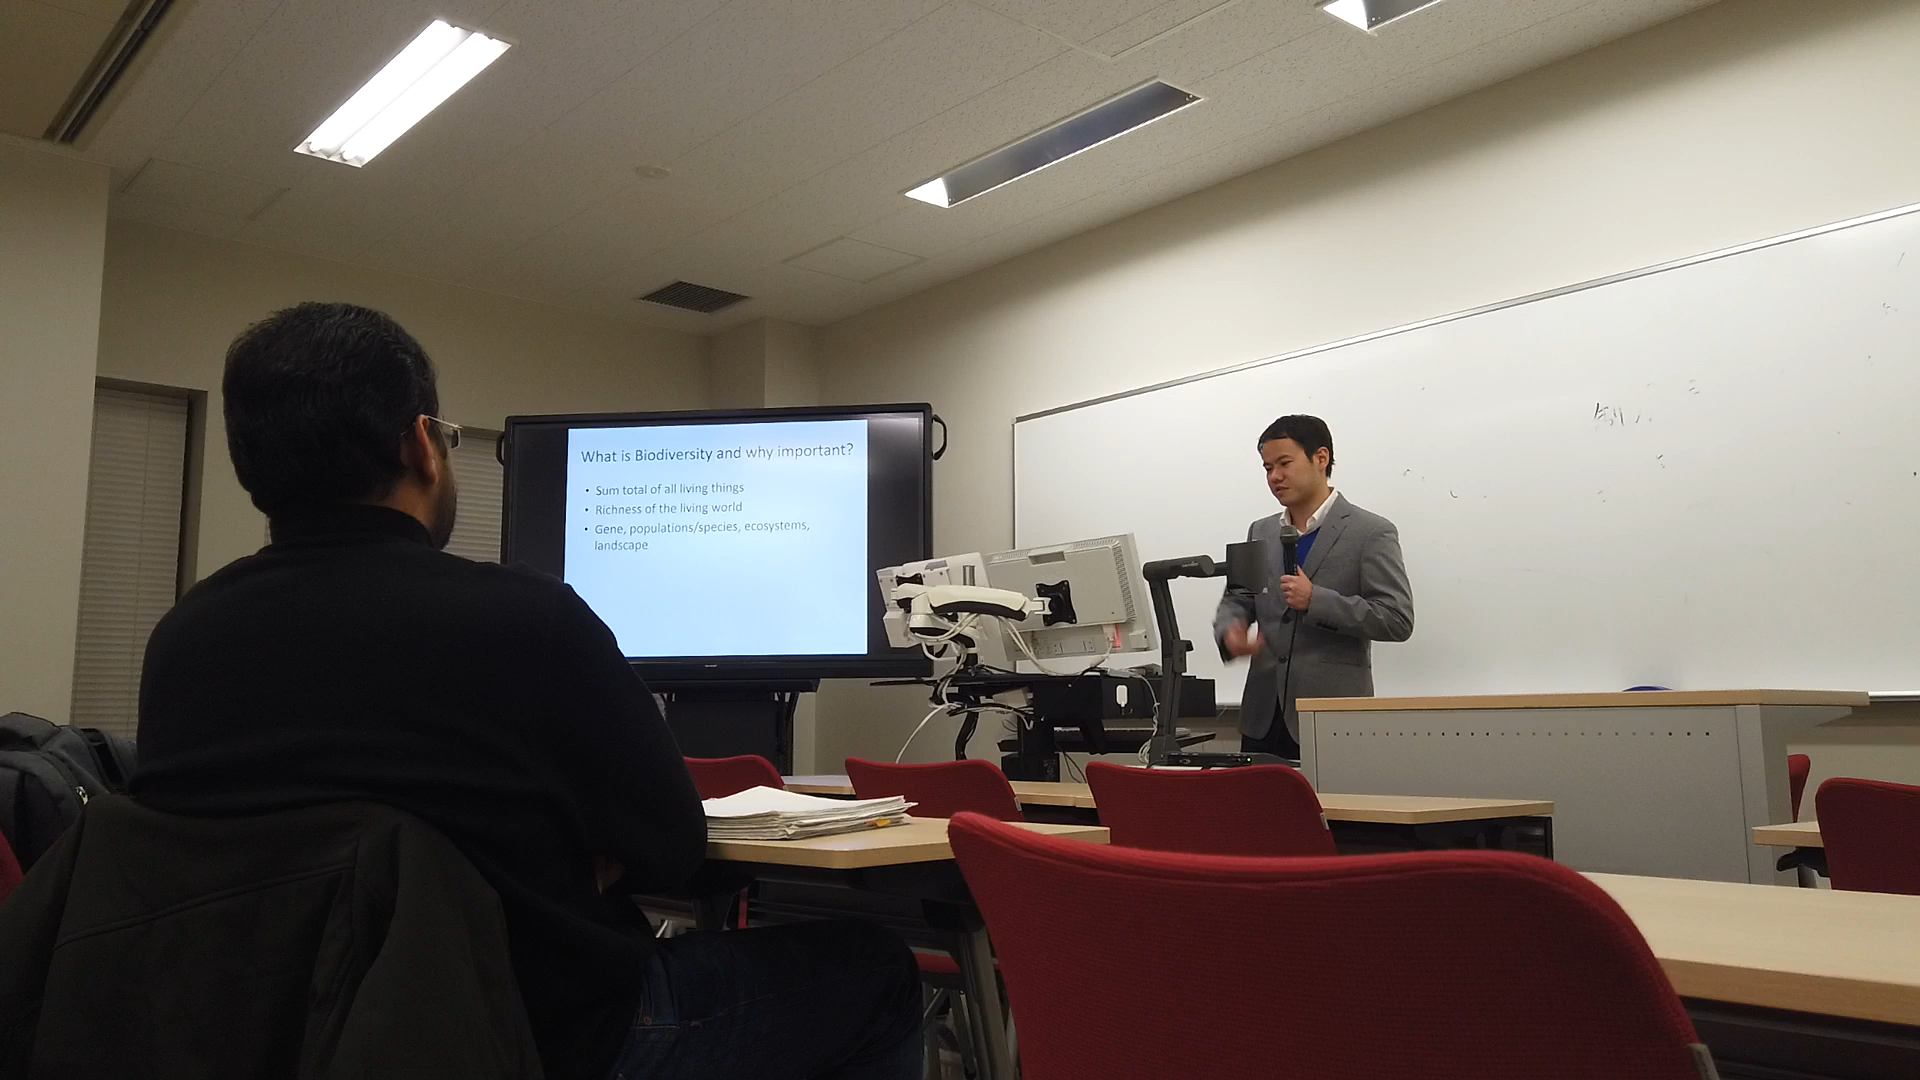 What is Biodiversity and why important?
• Sum total of all living things
• Richness of the living world
• Gene, populations/species, ecosystems,
landscape